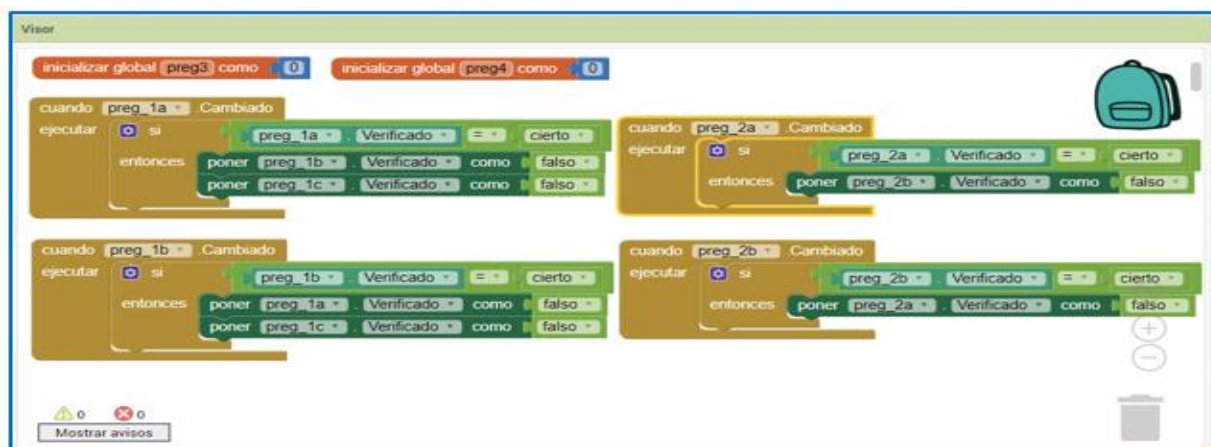 Visor
inicializar global preg3 como 0
inicializar global preg4 como 0
cuando preg_1a Cambiado
ejecutar si preg_1a . Verificado = cierto
entonces poner preg_1b . Verificado como falso
poner preg_1c . Verificado como falso
cuando preg_2a .Cambiado
ejecutar si preg_2a . Verificado = cierto
entonces poner preg_2b . Verificado como falso
cuando preg_1b Cambiado
ejecutar si preg_1b . Verificado = cierto
entonces poner preg_1a . Verificado como falso
poner preg_1c . Verificado como falso
cuando preg_2b .Cambiado
ejecutar si preg_2b . Verificado = cierto
entonces poner preg_2a . Verificado como falso
0 0
Mostrar avisos